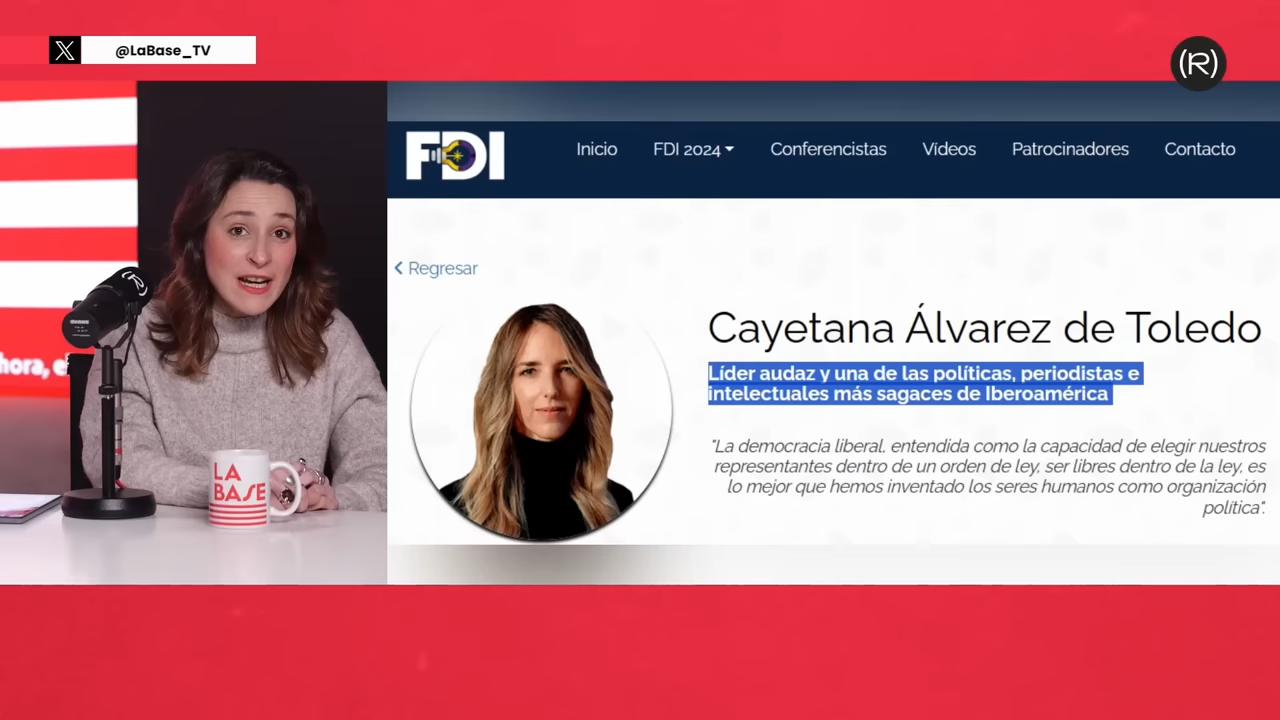 @LaBase_TV
(R)
FDI
Inicio
FDI 2024
Conferencistas
Vídeos
Patrocinadores
Contacto
Regresar
Cayetana Álvarez de Toledo
Líder audaz y una de las políticas, periodistas e
intelectuales más sagaces de Iberoamérica
"La democracia liberal, entendida como la capacidad de elegir nuestros
representantes dentro de un orden de ley, ser libres dentro de la ley, es
lo mejor que hemos inventado los seres humanos como organización
política".
hora, e
LA
BASE